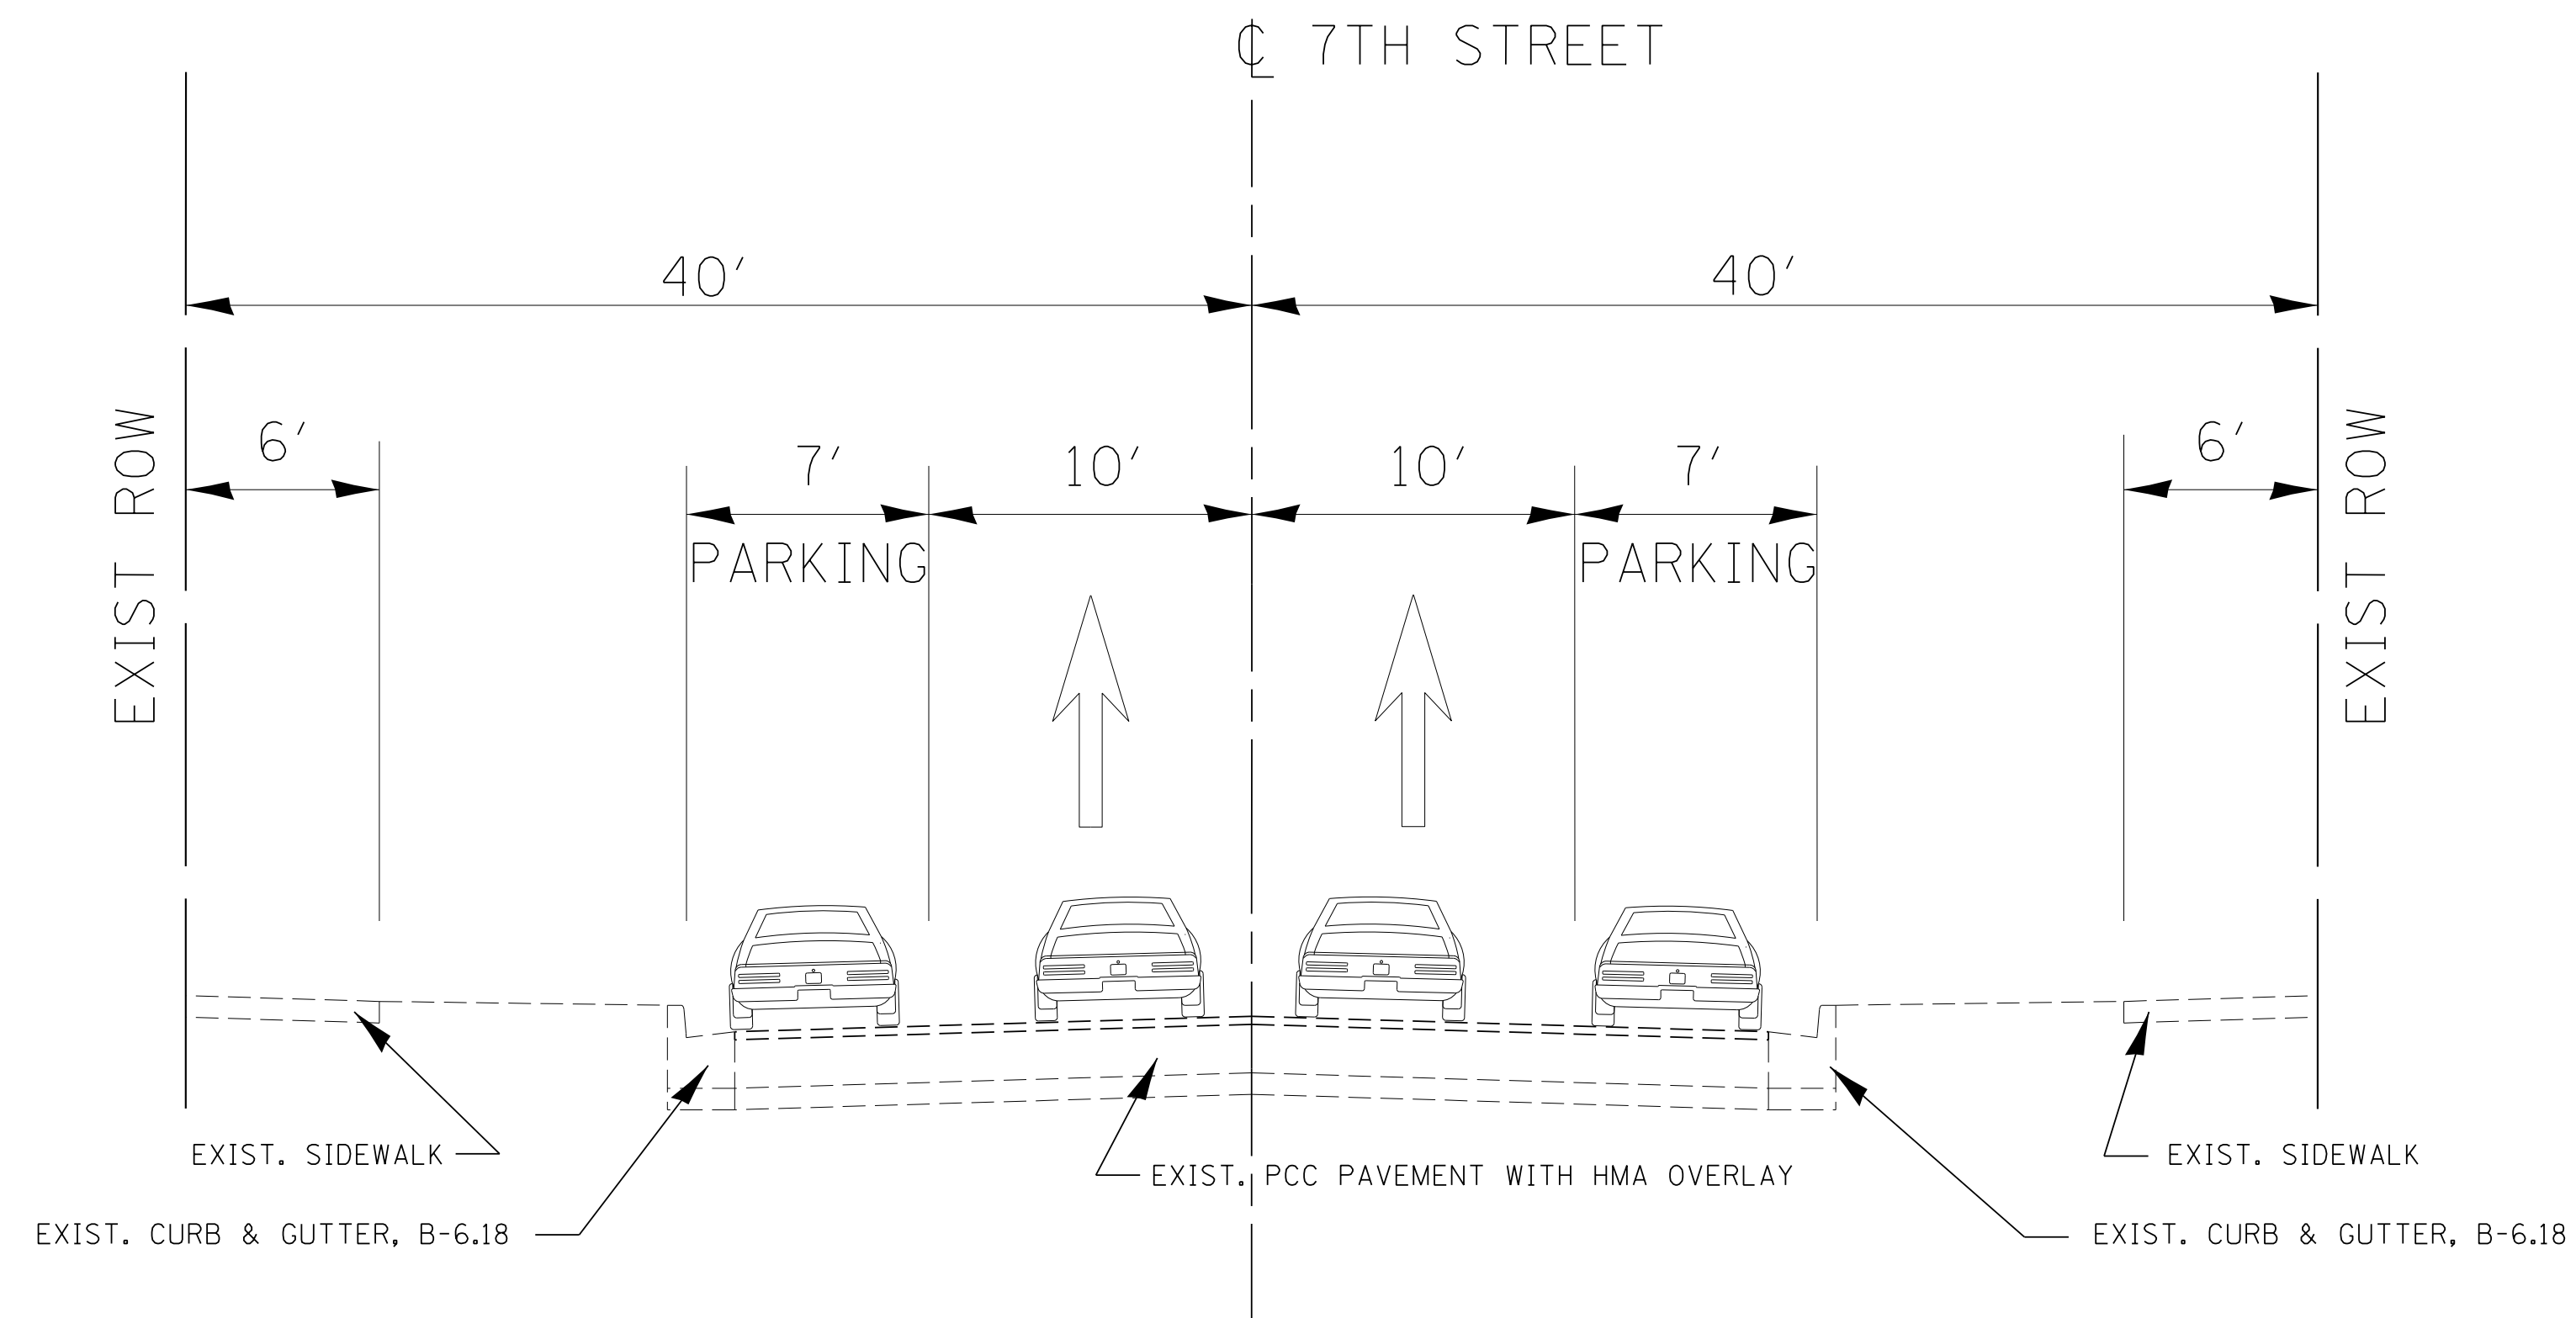 ℄ 7TH STREET
40'
40'
6'
7'
10'
10'
7'
6'
PARKING
PARKING
EXIST ROW
EXIST ROW
EXIST. SIDEWALK
EXIST. SIDEWALK
EXIST. PCC PAVEMENT WITH HMA OVERLAY
EXIST. CURB & GUTTER, B-6.18
EXIST. CURB & GUTTER, B-6.18